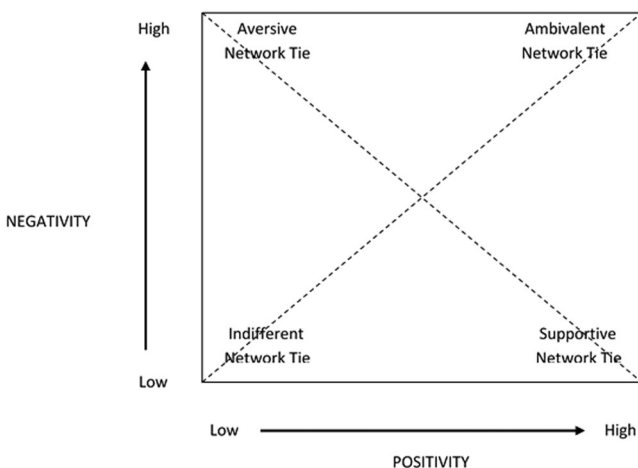 High
Aversive
Network Tie
Ambivalent
Network Tie
NEGATIVITY
Indifferent
Network Tie
Supportive
Network Tie
Low
Low
High
POSITIVITY